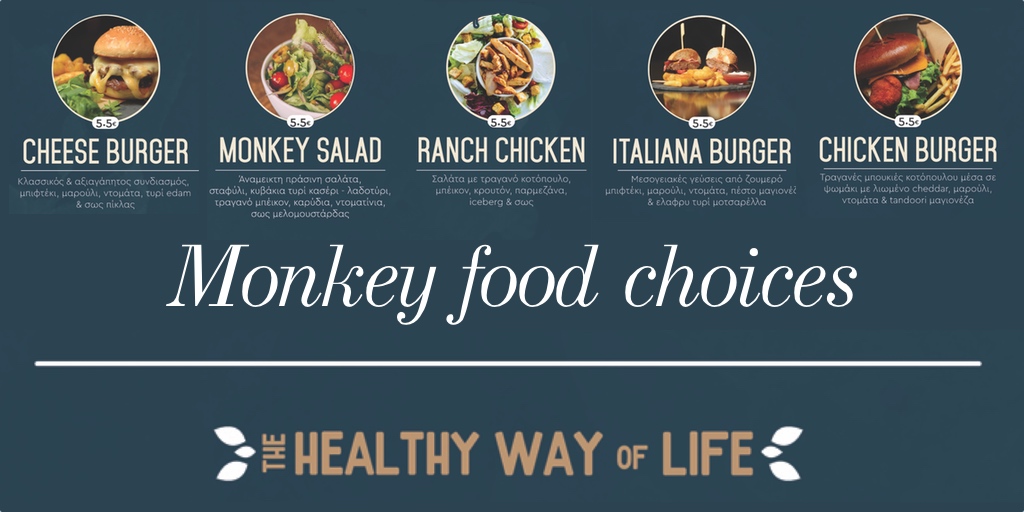 5.5€
CHEESE BURGER
Κλασσικός & αξιαγάπητος συνδιασμός,
μπιφτέκι, μαρούλι, ντομάτα, τυρί edam
& σως πίκλας
5.5€
MONKEY SALAD
Άναμεικτη πράσινη σαλάτα,
σταφύλι, κυβάκια τυρί κασέρι - λαδοτύρι,
τραγανό μπέικον, καρύδια, ντοματίνια,
σως μελομουστάρδας
5.5€
RANCH CHICKEN
Σαλάτα με τραγανό κοτόπουλο,
μπέικον, κρουτόν, παρμεζάνα,
iceberg & σως
5.5€
ITALIANA BURGER
Μεσογειακές γεύσεις από ζουμερό
μπιφτέκι, μαρούλι, ντομάτα, πέστο μαγιονέζ
& ελαφρυ τυρί μοτσαρέλλα
5.5€
CHICKEN BURGER
Τραγανές μπουκιές κοτόπουλου μέσα σε
ψωμάκι με λιωμένο cheddar, μαρούλι,
ντομάτα & tandoori μαγιονέζα
Monkey food choices
THE HEALTHY WAY OF LIFE